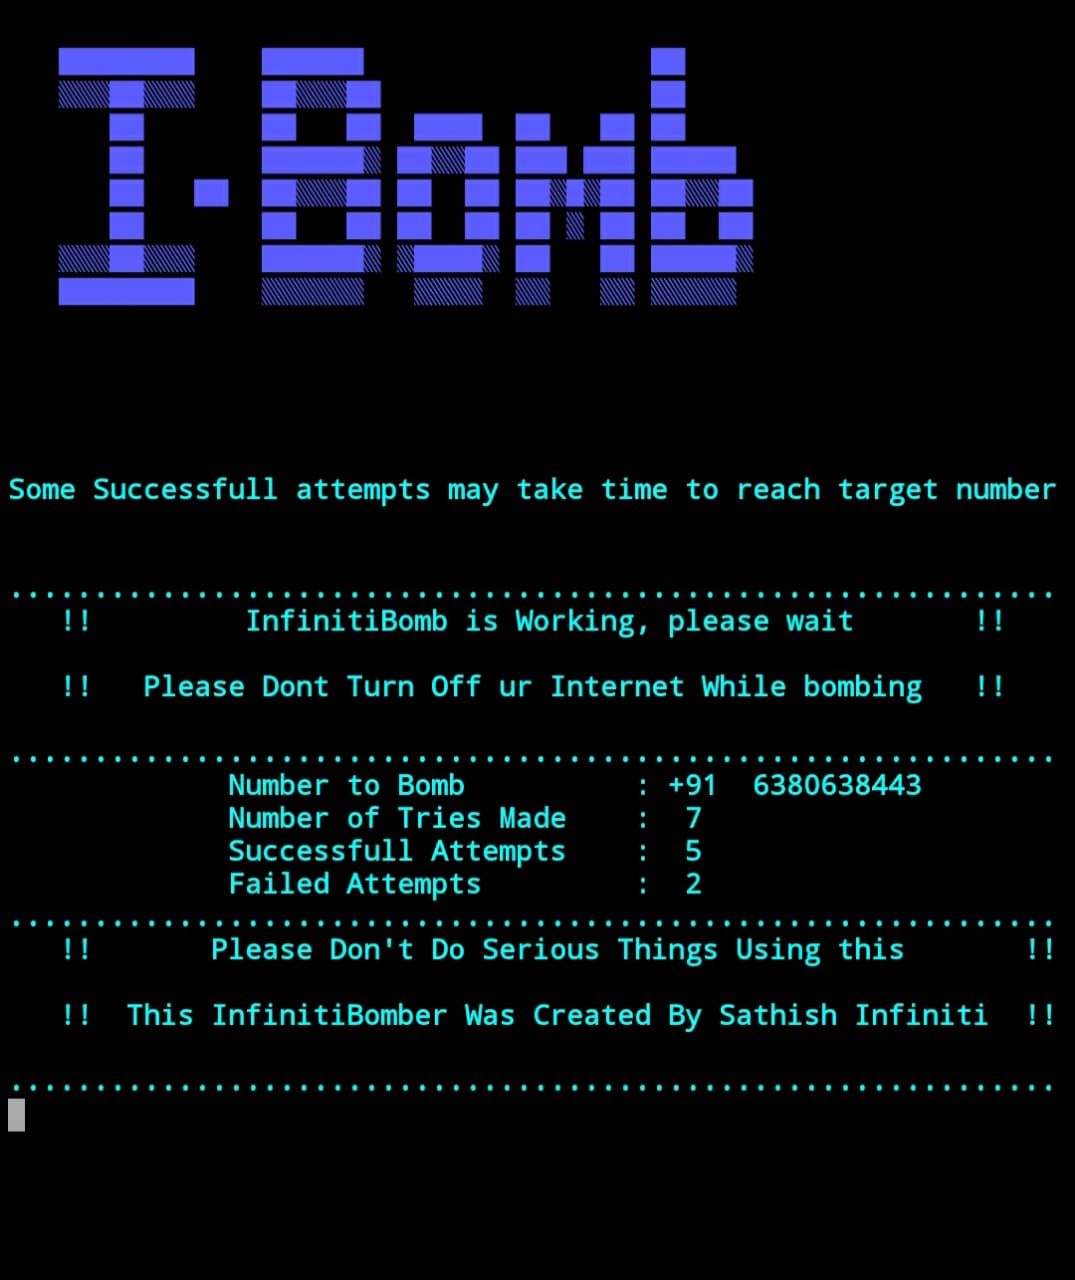 I·Bomb
Some Successfull attempts may take time to reach target number
..............................................................
!! InfinitiBomb is Working, please wait !!
!! Please Dont Turn Off ur Internet While bombing !!
..............................................................
Number to Bomb : +91 6380638443
Number of Tries Made : 7
Successfull Attempts : 5
Failed Attempts : 2
..............................................................
!! Please Don't Do Serious Things Using this !!
!! This InfinitiBomber Was Created By Sathish Infiniti !!
..............................................................